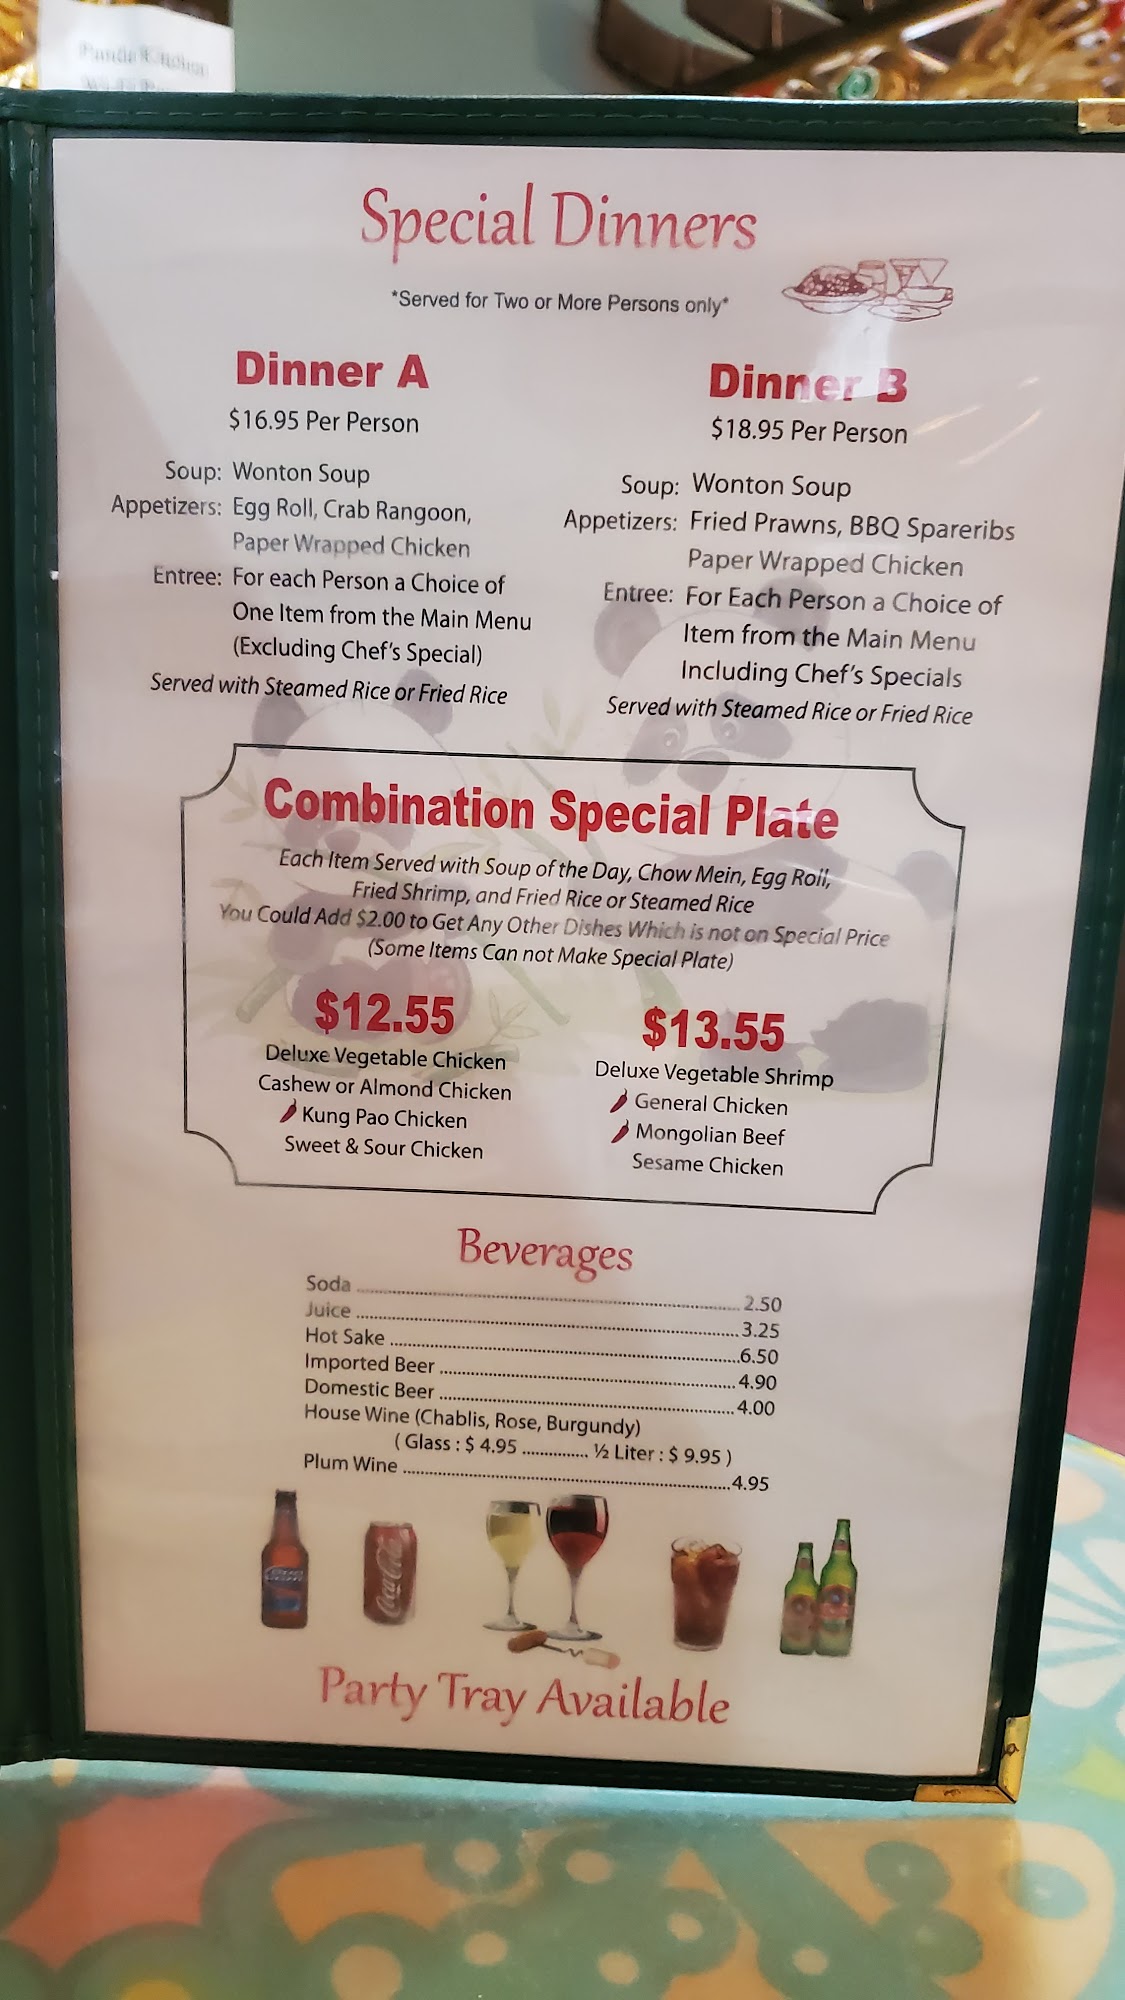 Panda Kitchen
Special Dinners
*Served for Two or More Persons only*
Dinner A
$16.95 Per Person
Soup: Wonton Soup
Appetizers: Egg Roll, Crab Rangoon,
Paper Wrapped Chicken
Entree: For each Person a Choice of
One Item from the Main Menu
(Excluding Chef's Special)
Served with Steamed Rice or Fried Rice
Dinner B
$18.95 Per Person
Soup: Wonton Soup
Appetizers: Fried Prawns, BBQ Spareribs
Paper Wrapped Chicken
Entree: For Each Person a Choice of
Item from the Main Menu
Including Chef's Specials
Served with Steamed Rice or Fried Rice
Combination Special Plate
Each Item Served with Soup of the Day, Chow Mein, Egg Roll,
Fried Shrimp, and Fried Rice or Steamed Rice
You Could Add $2.00 to Get Any Other Dishes Which is not on Special Price
(Some Items Can not Make Special Plate)
$12.55
Deluxe Vegetable Chicken
Cashew or Almond Chicken
Kung Pao Chicken
Sweet & Sour Chicken
$13.55
Deluxe Vegetable Shrimp
General Chicken
Mongolian Beef
Sesame Chicken
Beverages
Soda ........ 2.50
Juice ........ 3.25
Hot Sake ........ 6.50
Imported Beer ........ 4.90
Domestic Beer ........ 4.00
House Wine (Chablis, Rose, Burgundy)
( Glass : $ 4.95 ............... ½ Liter : $ 9.95 )
Plum Wine ........ 4.95
Coca-Cola
Party Tray Available